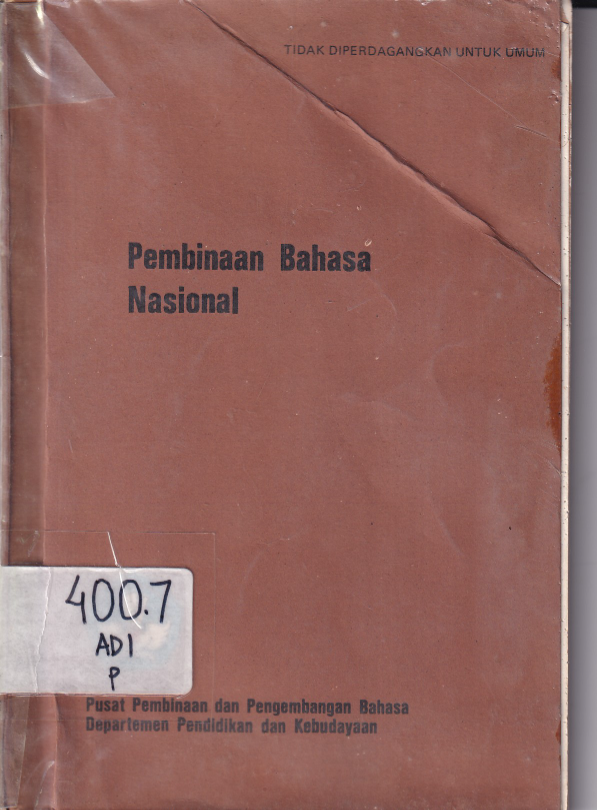 TIDAK DIPERDAGANGKAN UNTUK UMUM
Pembinaan Bahasa
Nasional
400.7
ADI
P
Pusat Pembinaan dan Pengembangan Bahasa
Departemen Pendidikan dan Kebudayaan